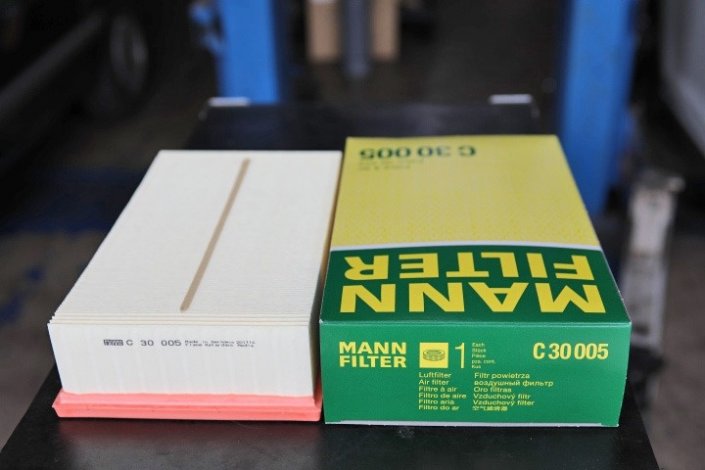 C 30 005
MANN
FILTER
C 30 005
MANN
FILTER
1
Each
Stück
Pièce
C 30 005
Luftfilter
Air filter
Filtre à air
Filtro de aire
Filtro aria
Filtro do ar
Filtr powietrza
воздушный фильтр
Oro filtras
Vzduchový filtr
Vzduchový filter
空气滤清器